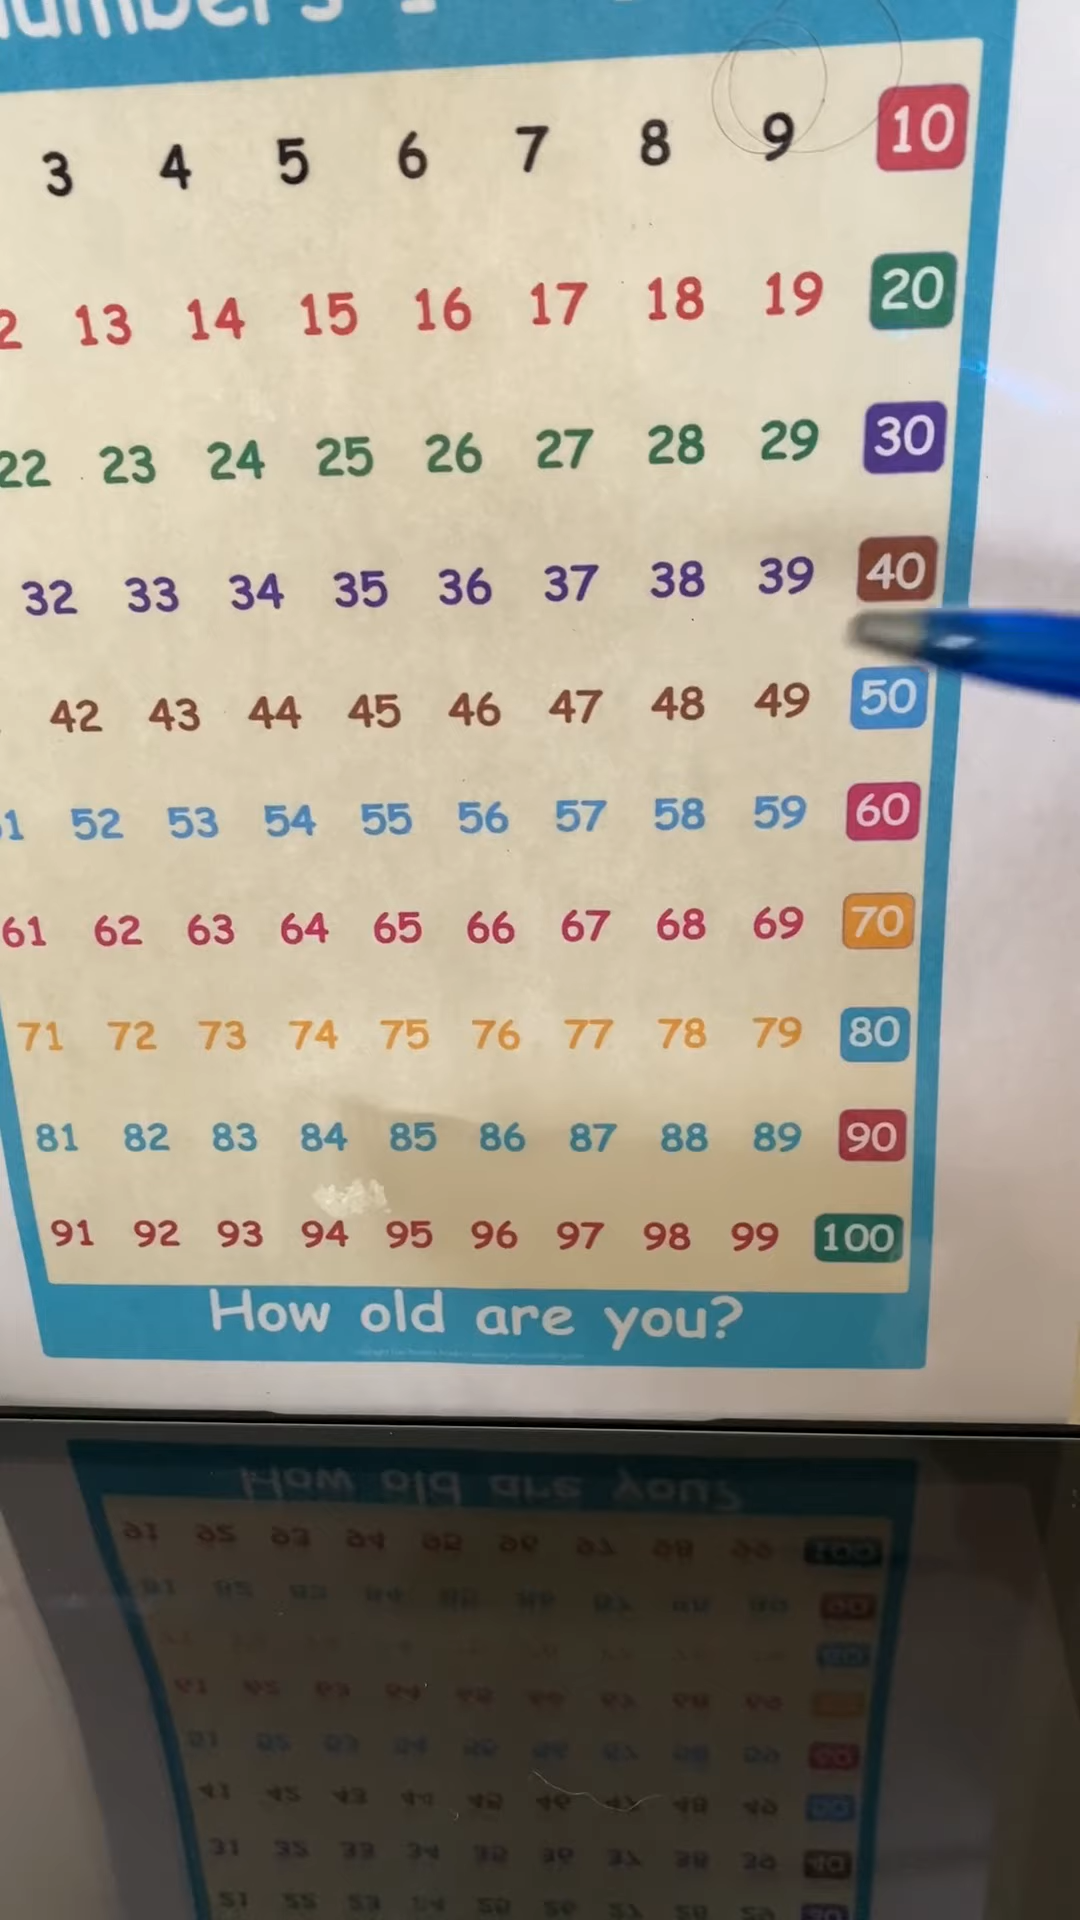 3 4 5 6 7 8 9 10
13 14 15 16 17 18 19 20
22 23 24 25 26 27 28 29 30
32 33 34 35 36 37 38 39 40
42 43 44 45 46 47 48 49 50
52 53 54 55 56 57 58 59 60
61 62 63 64 65 66 67 68 69 70
71 72 73 74 75 76 77 78 79 80
81 82 83 84 85 86 87 88 89 90
91 92 93 94 95 96 97 98 99 100
How old are you?